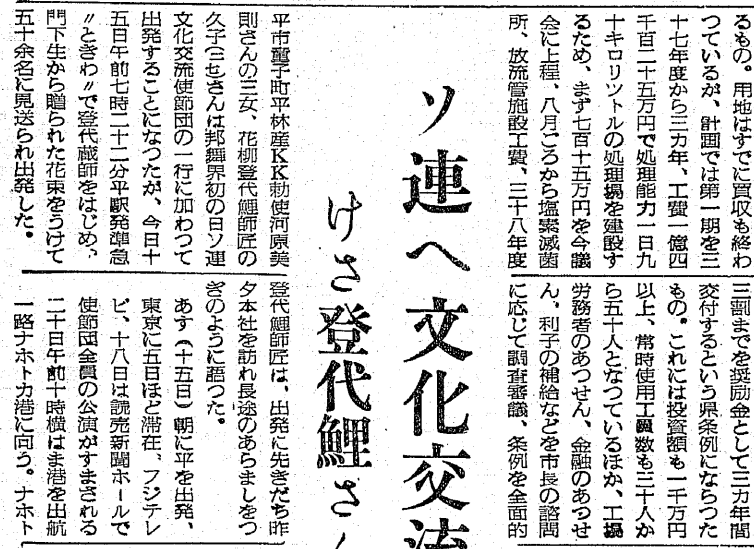 るもの。用地はすでに買収も終わ
つているが、計画では第一期を三
十七年度から三カ年、工費一億四
千百二十五万円で処理能力一日九
十キロリツトルの処理場を建設す
るため、まず七百十五万円を今議
会に上程、八月ごろから塩素滅菌
所、放流管施設工費、三十八年度
三割までを奨励金として三カ年間
交付するという県条例にならつた
もの。これには投資額も一千万円
以上、常時使用工員数も三十人か
ら五十人となつているほか、工場
労務者のあつせん、金融のあつせ
ん、利子の補給などを市長の諮問
に応じて調査審議、条例を全面的
ソ連へ文化交流
けさ登代鯉さん
平市童子町平林産KK勅使河原美
則さんの三女、花柳登代鯉師匠の
久子(三七)さんは邦舞界初の日ソ連
文化交流使節団の一行に加わつて
出発することになつたが、今日十
五日午前七時二十二分平駅発準急
〃ときわ〃で登代蔵師をはじめ、
門下生から贈られた花束をうけて
五十余名に見送られ出発した。
登代鯉師匠は、出発に先きだち昨
夕本社を訪れ長途のあらましをつ
ぎのように語つた。
あす(十五日)朝に平を出発、
東京に五日ほど滞在、フジテレ
ビ、十八日は読売新聞ホールで
使節団全員の公演がすまされる
二十日午前十時横はま港を出航
一路ナホトカ港に向う。ナホト